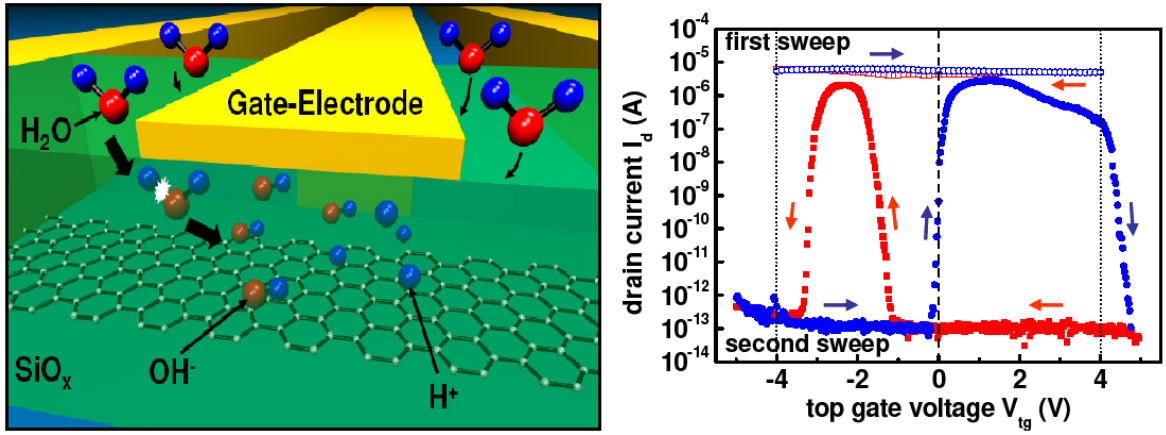 Gate-Electrode
H₂O
SiOₓ
OH⁻
H⁺
drain current I_d (A)
10⁻⁴
10⁻⁵
10⁻⁶
10⁻⁷
10⁻⁸
10⁻⁹
10⁻¹⁰
10⁻¹¹
10⁻¹²
10⁻¹³
10⁻¹⁴
first sweep
second sweep
-4 -2 0 2 4
top gate voltage V_tg (V)